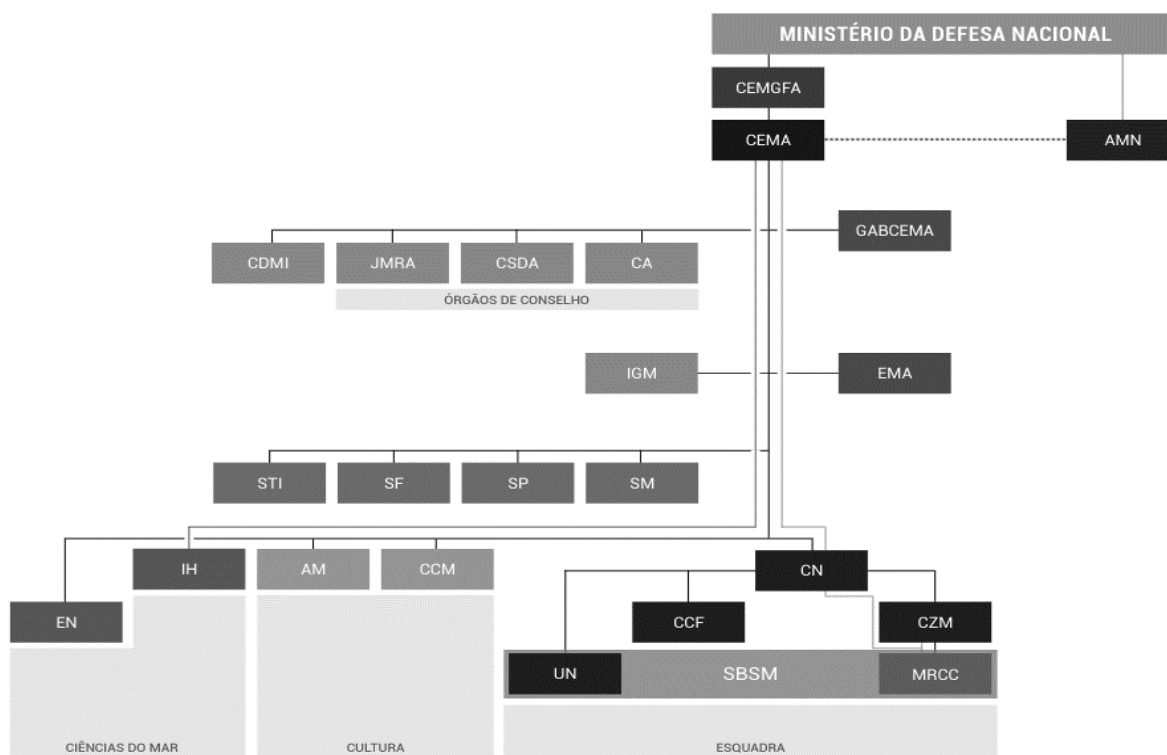 MINISTÉRIO DA DEFESA NACIONAL
CEMGFA
CEMA
AMN
GABCEMA
CDMI
JMRA
CSDA
CA
ÓRGÃOS DE CONSELHO
IGM
EMA
STI
SF
SP
SM
IH
AM
CCM
CN
EN
CCF
CZM
UN
SBSM
MRCC
CIÊNCIAS DO MAR
CULTURA
ESQUADRA